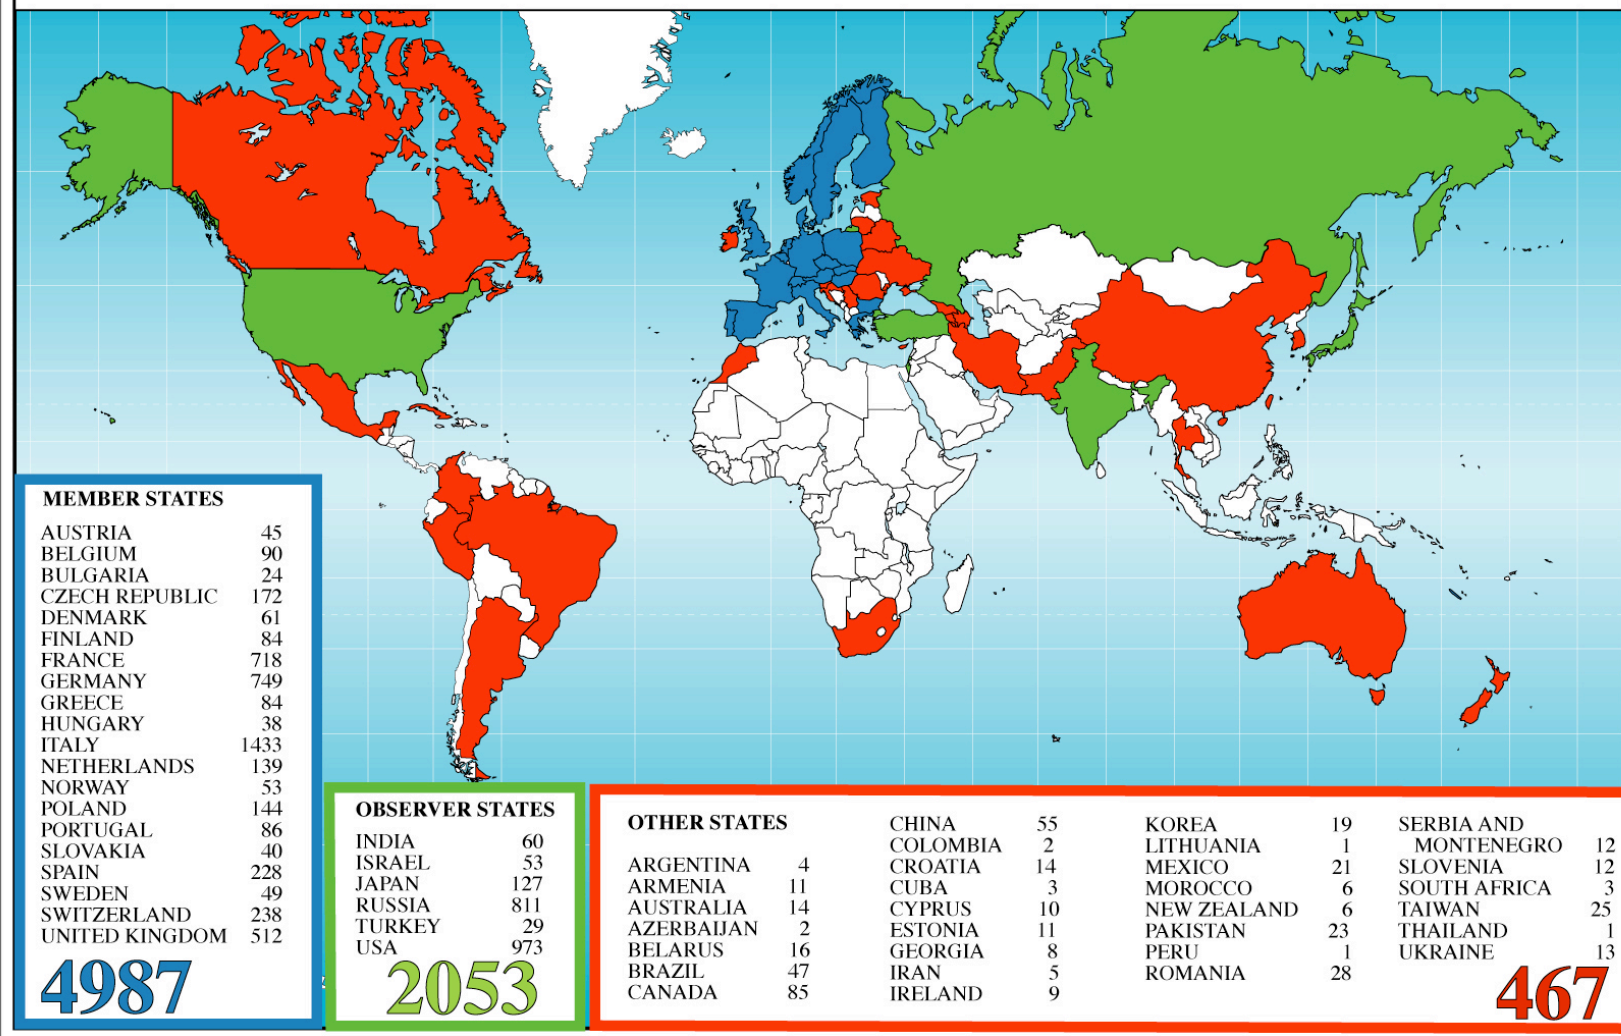 MEMBER STATES
AUSTRIA 45
BELGIUM 90
BULGARIA 24
CZECH REPUBLIC 172
DENMARK 61
FINLAND 84
FRANCE 718
GERMANY 749
GREECE 84
HUNGARY 38
ITALY 1433
NETHERLANDS 139
NORWAY 53
POLAND 144
PORTUGAL 86
SLOVAKIA 40
SPAIN 228
SWEDEN 49
SWITZERLAND 238
UNITED KINGDOM 512
4987
OBSERVER STATES
INDIA 60
ISRAEL 53
JAPAN 127
RUSSIA 811
TURKEY 29
USA 973
2053
OTHER STATES
ARGENTINA 4
ARMENIA 11
AUSTRALIA 14
AZERBAIJAN 2
BELARUS 16
BRAZIL 47
CANADA 85
CHINA 55
COLOMBIA 2
CROATIA 14
CUBA 3
CYPRUS 10
ESTONIA 11
GEORGIA 8
IRAN 5
IRELAND 9
KOREA 19
LITHUANIA 1
MEXICO 21
MOROCCO 6
NEW ZEALAND 6
PAKISTAN 23
PERU 1
ROMANIA 28
SERBIA AND
MONTENEGRO 12
SLOVENIA 12
SOUTH AFRICA 3
TAIWAN 25
THAILAND 1
UKRAINE 13
467